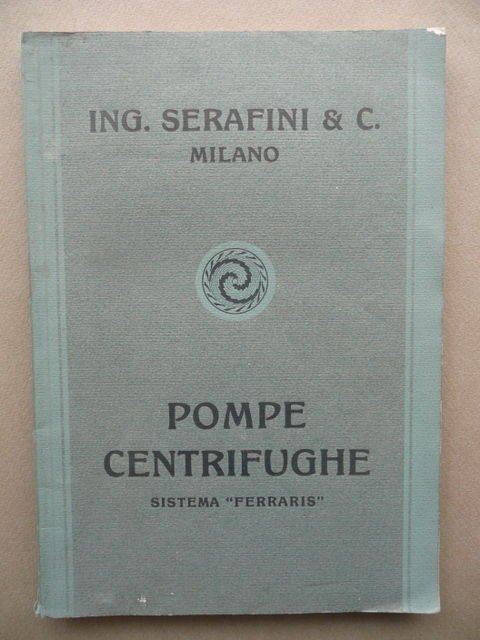 ING. SERAFINI & C.
MILANO
POMPE
CENTRIFUGHE
SISTEMA "FERRARIS"